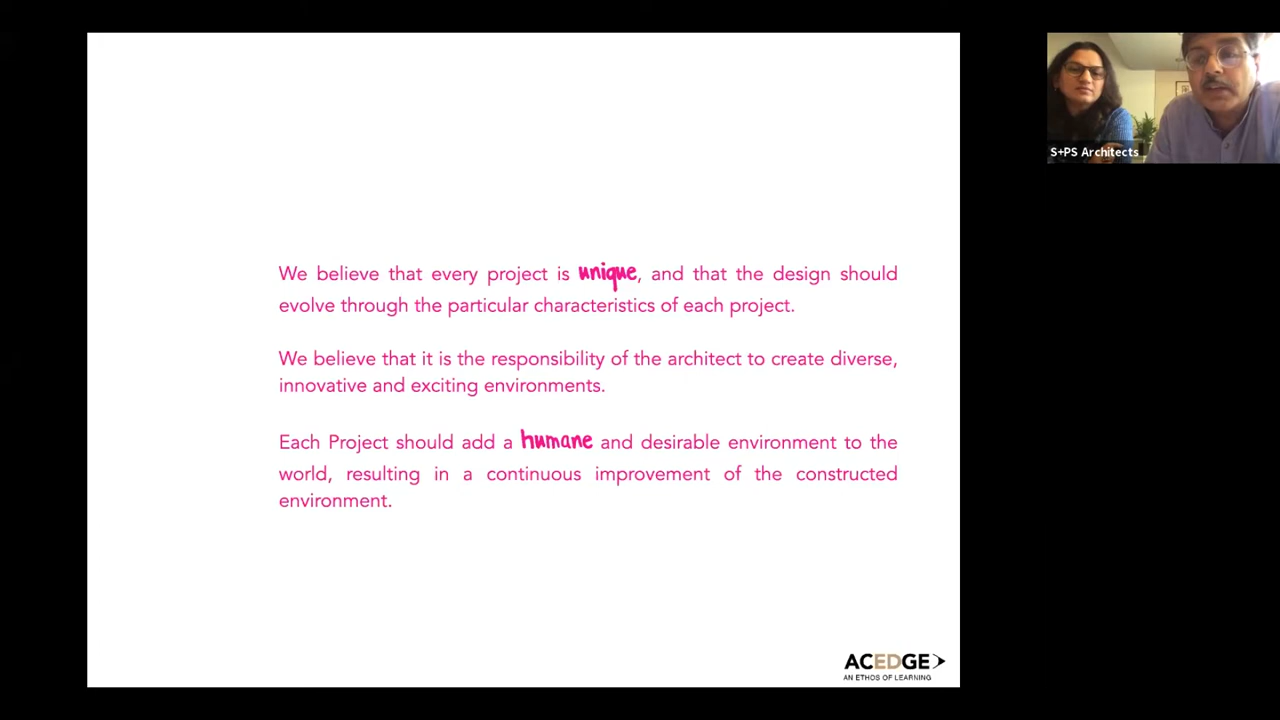 S+PS Architects
We believe that every project is unique, and that the design should
evolve through the particular characteristics of each project.
We believe that it is the responsibility of the architect to create diverse,
innovative and exciting environments.
Each Project should add a humane and desirable environment to the
world, resulting in a continuous improvement of the constructed
environment.
ACEDGE
AN ETHOS OF LEARNING